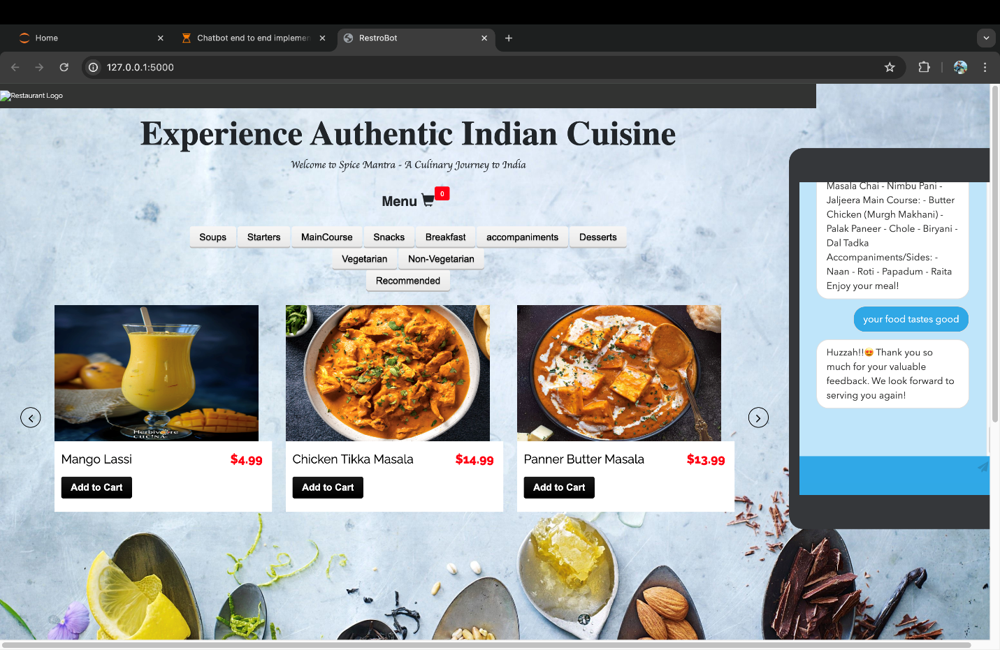 Home
Chatbot end to end implemen
RestroBot
127.0.0.1:5000
Restaurant Logo
Experience Authentic Indian Cuisine
Welcome to Spice Mantra - A Culinary Journey to India
Menu 0
Soups Starters MainCourse Snacks Breakfast accompaniments Desserts
Vegetarian Non-Vegetarian
Recommended
Herbivore
CUCINA
Mango Lassi $4.99
Add to Cart
Chicken Tikka Masala $14.99
Add to Cart
Panner Butter Masala $13.99
Add to Cart
Masala Chai - Nimbu Pani -
Jaljeera Main Course: - Butter
Chicken (Murgh Makhani) -
Palak Paneer - Chole - Biryani -
Dal Tadka
Accompaniments/Sides: -
Naan - Roti - Papadum - Raita
Enjoy your meal!
your food tastes good
Huzzah!!😍 Thank you so
much for your valuable
feedback. We look forward to
serving you again!